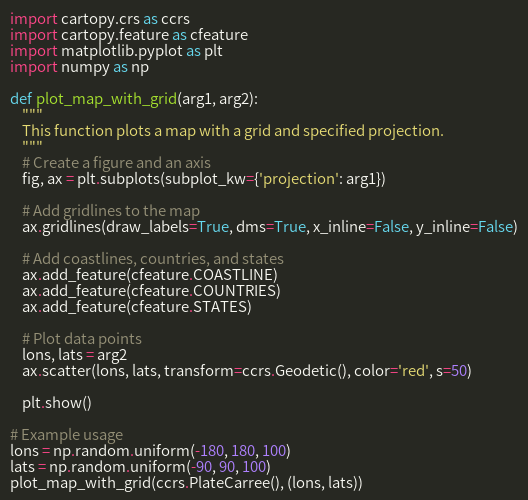 import cartopy.crs as ccrs
import cartopy.feature as cfeature
import matplotlib.pyplot as plt
import numpy as np

def plot_map_with_grid(arg1, arg2):
    """
    This function plots a map with a grid and specified projection.
    """
    # Create a figure and an axis
    fig, ax = plt.subplots(subplot_kw={'projection': arg1})

    # Add gridlines to the map
    ax.gridlines(draw_labels=True, dms=True, x_inline=False, y_inline=False)

    # Add coastlines, countries, and states
    ax.add_feature(cfeature.COASTLINE)
    ax.add_feature(cfeature.COUNTRIES)
    ax.add_feature(cfeature.STATES)

    # Plot data points
    lons, lats = arg2
    ax.scatter(lons, lats, transform=ccrs.Geodetic(), color='red', s=50)

    plt.show()

# Example usage
lons = np.random.uniform(-180, 180, 100)
lats = np.random.uniform(-90, 90, 100)
plot_map_with_grid(ccrs.PlateCarree(), (lons, lats))